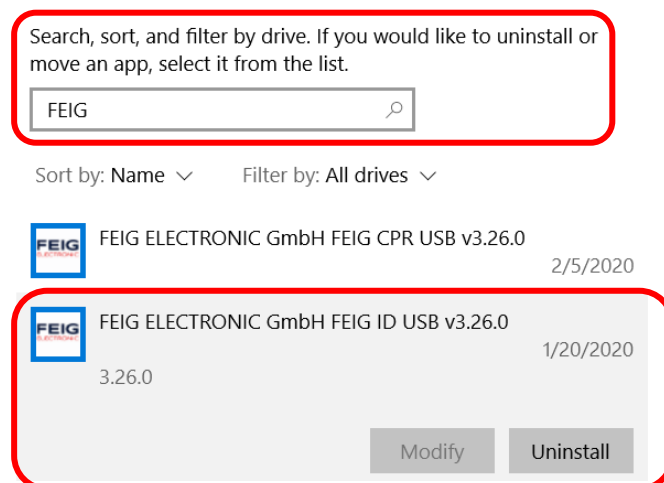 Search, sort, and filter by drive. If you would like to uninstall or
move an app, select it from the list.
FEIG
Sort by: Name Filter by: All drives
FEIG
ELECTRONIC
FEIG ELECTRONIC GmbH FEIG CPR USB v3.26.0
2/5/2020
FEIG
ELECTRONIC
FEIG ELECTRONIC GmbH FEIG ID USB v3.26.0
1/20/2020
3.26.0
Modify Uninstall